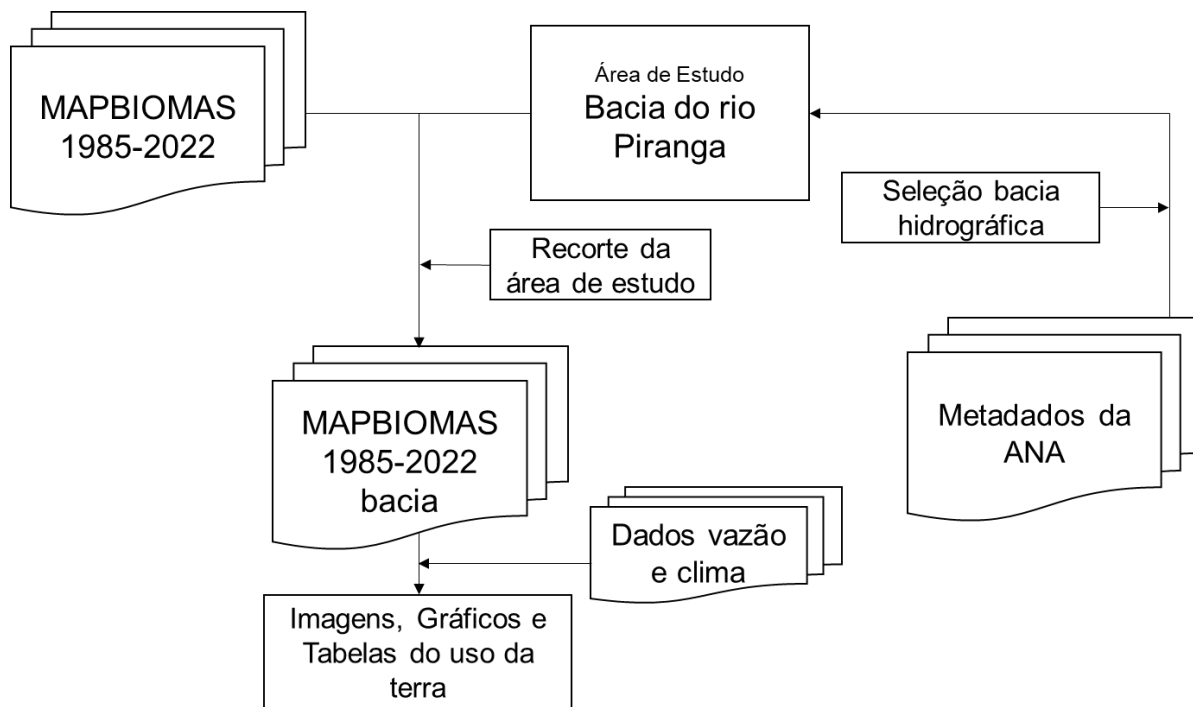 MAPBIOMAS
1985-2022
Área de Estudo
Bacia do rio
Piranga
Seleção bacia
hidrográfica
Recorte da
área de estudo
MAPBIOMAS
1985-2022
bacia
Metadados da
ANA
Dados vazão
e clima
Imagens, Gráficos e
Tabelas do uso da
terra